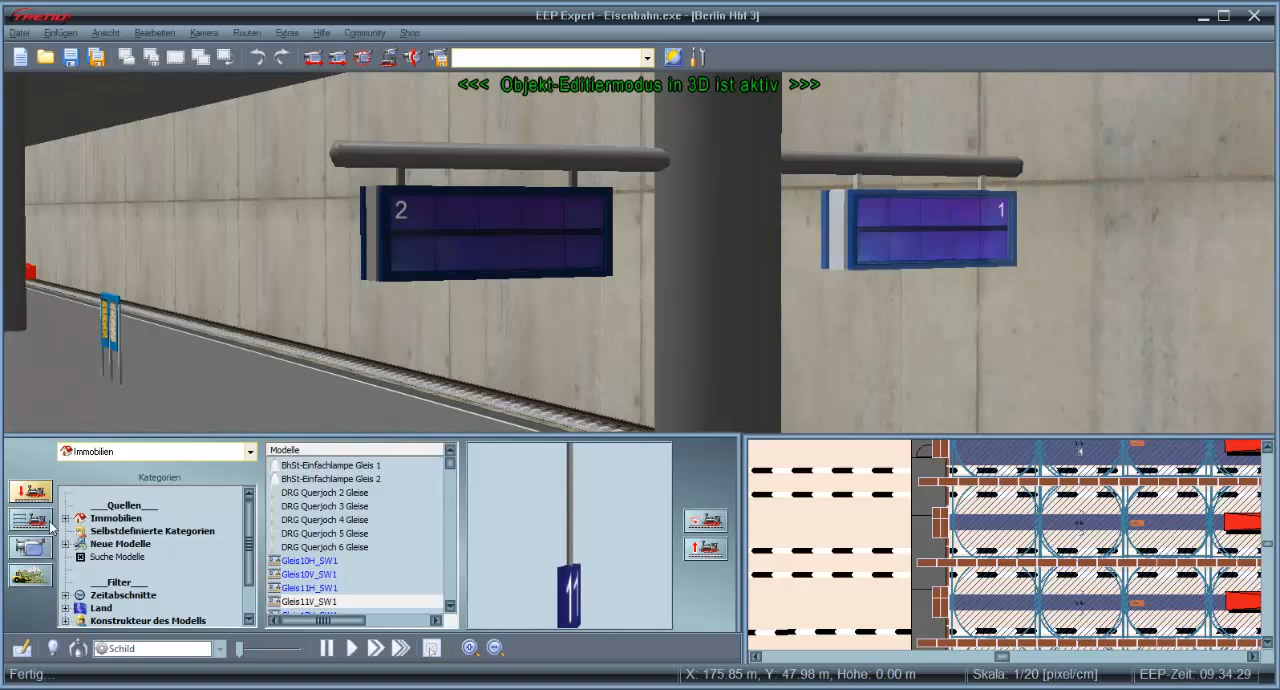 TREND
EEP Expert - Eisenbahn.exe - [Berlin Hbf 3]
Datei Einfügen Ansicht Bearbeiten Kamera Routen Extras Hilfe Community Shop
<<< Objekt-Editiermodus in 3D ist aktiv >>>
2
1
Immobilien
Kategorien
___Quellen___
Immobilien
Selbstdefinierte Kategorien
Neue Modelle
Suche Modelle
___Filter___
Zeitabschnitte
Land
Konstrukteur des Modells
Modelle
BhSt-Einfachlampe Gleis 1
BhSt-Einfachlampe Gleis 2
DRG Querjoch 2 Gleise
DRG Querjoch 3 Gleise
DRG Querjoch 4 Gleise
DRG Querjoch 5 Gleise
DRG Querjoch 6 Gleise
Gleis10H_SW1
Gleis10V_SW1
Gleis11H_SW1
Gleis11V_SW1
11
Schild
Fertig...
X: 175.85 m, Y: 47.98 m, Höhe: 0.00 m
Skala: 1/20 [pixel/cm]
EEP-Zeit: 09:34.29